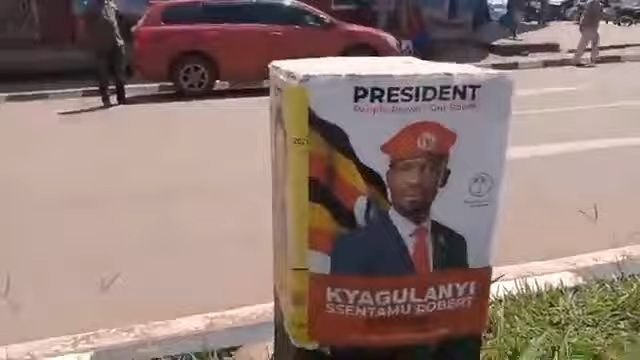 PRESIDENT
People Power - Our Power
KYAGULANYI
SSENTAMU ROBERT